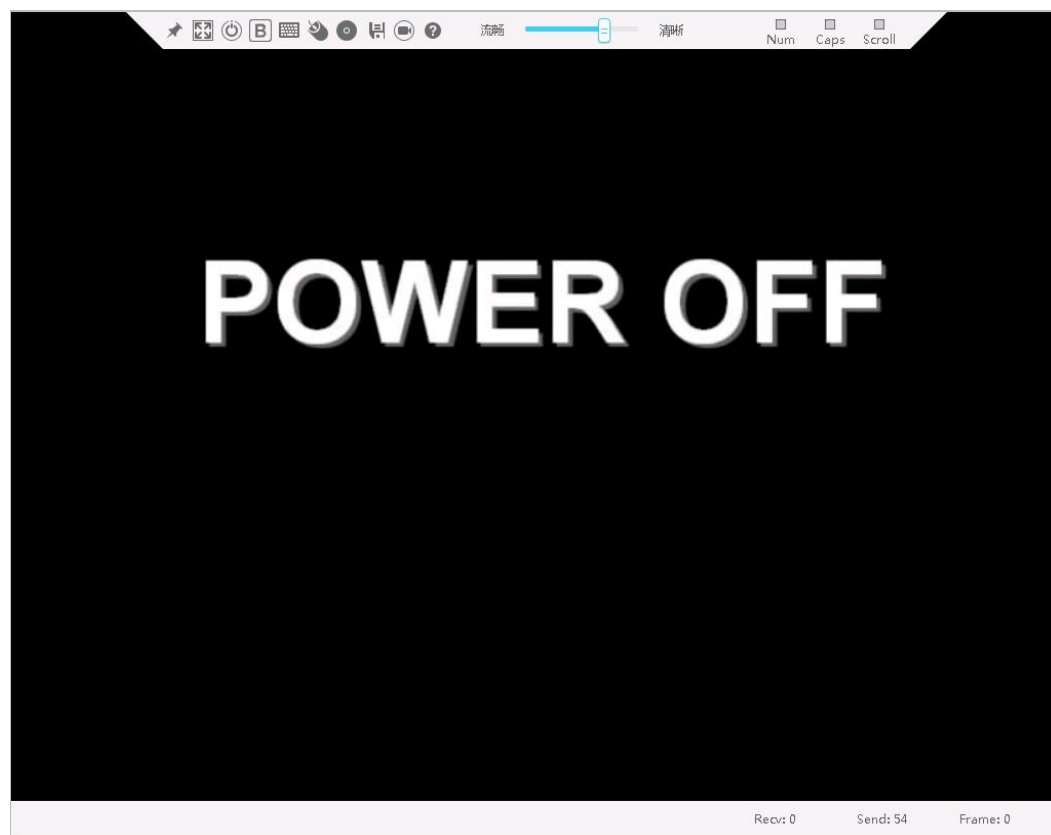 B ? 流畅 清晰
Num Caps Scroll
POWER OFF
Recv: 0 Send: 54 Frame: 0